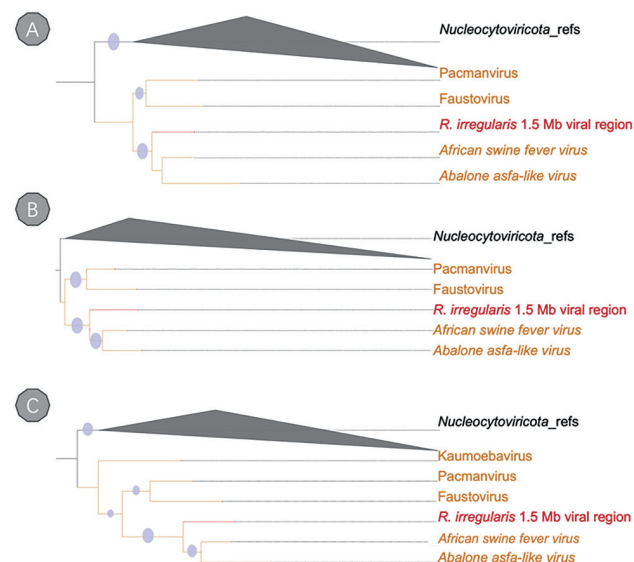 A
Nucleocytoviricota_refs
Pacmanvirus
Faustovirus
R. irregularis 1.5 Mb viral region
African swine fever virus
Abalone asfa-like virus
B
Nucleocytoviricota_refs
Pacmanvirus
Faustovirus
R. irregularis 1.5 Mb viral region
African swine fever virus
Abalone asfa-like virus
C
Nucleocytoviricota_refs
Kaumoebavirus
Pacmanvirus
Faustovirus
R. irregularis 1.5 Mb viral region
African swine fever virus
Abalone asfa-like virus